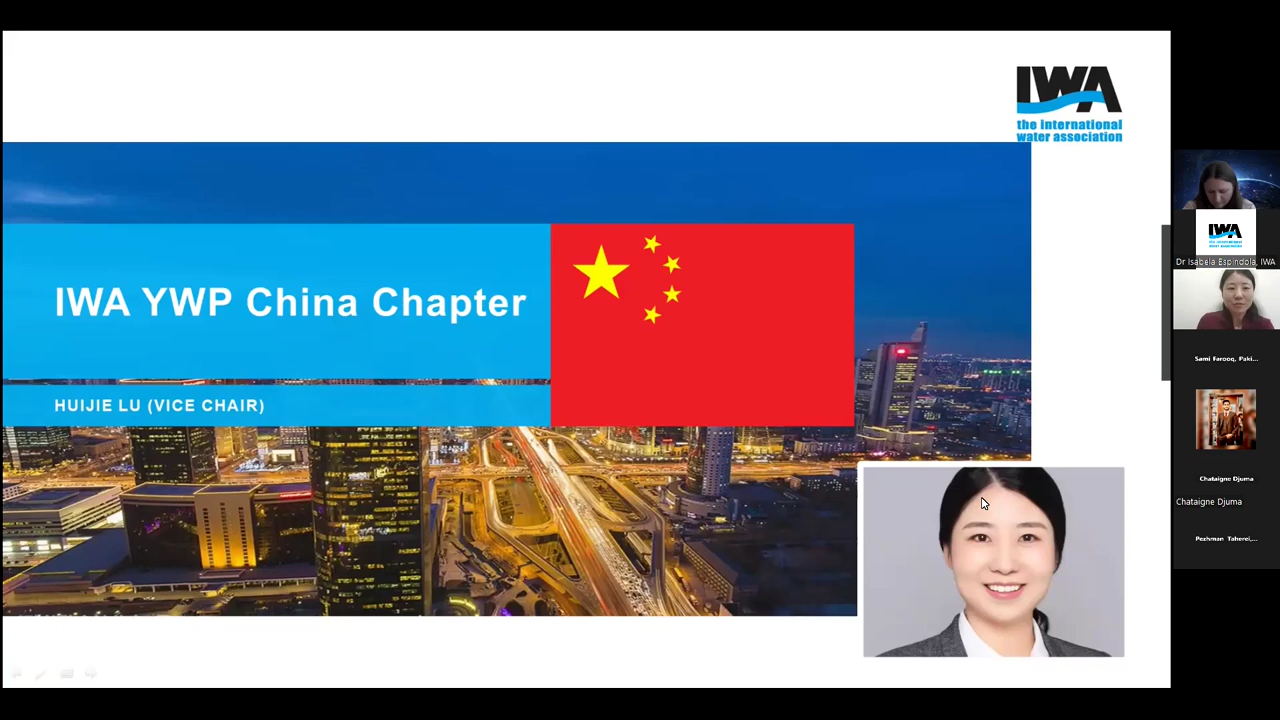 IWA
the international
water association
IWA YWP China Chapter
HUIJIE LU (VICE CHAIR)
IWA
Dr Isabela Espindola, IWA
Sami Farooq, Paki...
Chataigne Djuma
Chataigne Djuma
Pezhman Taherei,...